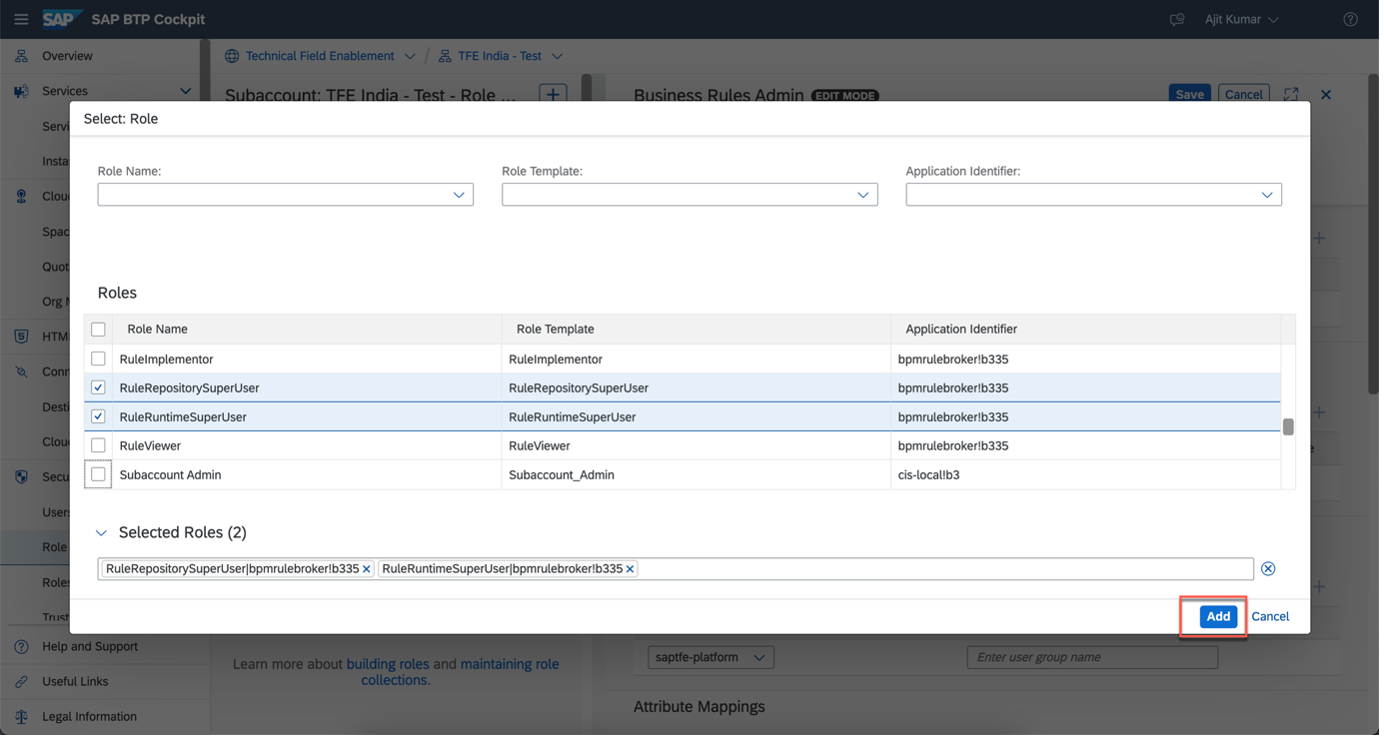 SAP SAP BTP Cockpit Ajit Kumar
Overview
Technical Field Enablement / TFE India - Test
Services
Subaccount: TFE India - Test - Role ... +
Business Rules Admin EDIT MODE Save Cancel
Select: Role
Role Name: Role Template: Application Identifier:
Roles
Role Name Role Template Application Identifier
RuleImplementor RuleImplementor bpmrulebroker!b335
RuleRepositorySuperUser RuleRepositorySuperUser bpmrulebroker!b335
RuleRuntimeSuperUser RuleRuntimeSuperUser bpmrulebroker!b335
RuleViewer RuleViewer bpmrulebroker!b335
Subaccount Admin Subaccount_Admin cis-local!b3
Selected Roles (2)
RuleRepositorySuperUser|bpmrulebroker!b335 RuleRuntimeSuperUser|bpmrulebroker!b335
Add Cancel
Servi
Insta
Cloud
Spac
Quot
Org M
HTM
Conn
Desti
Cloud
Secu
Users
Role
Roles
Trust
Help and Support
Useful Links
Legal Information
Learn more about building roles and maintaining role
collections.
saptfe-platform Enter user group name
Attribute Mappings